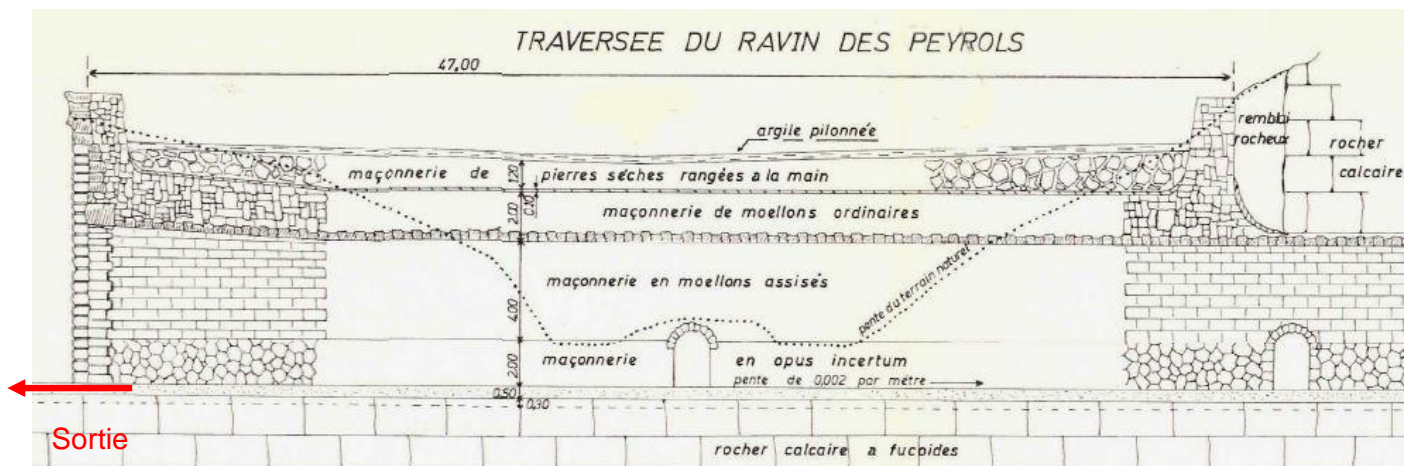 TRAVERSEE DU RAVIN DES PEYROLS
47,00
argile pilonnée
remblai
rocheux
rocher
calcaire
maçonnerie de pierres sèches rangées a la main
1,20
0,10
maçonnerie de moellons ordinaires
2,00
maçonnerie en moellons assisés
pente du terrain naturel
4,00
maçonnerie en opus incertum
2,00
pente de 0,002 par mètre
0,50
0,30
Sortie
rocher calcaire a fucoides